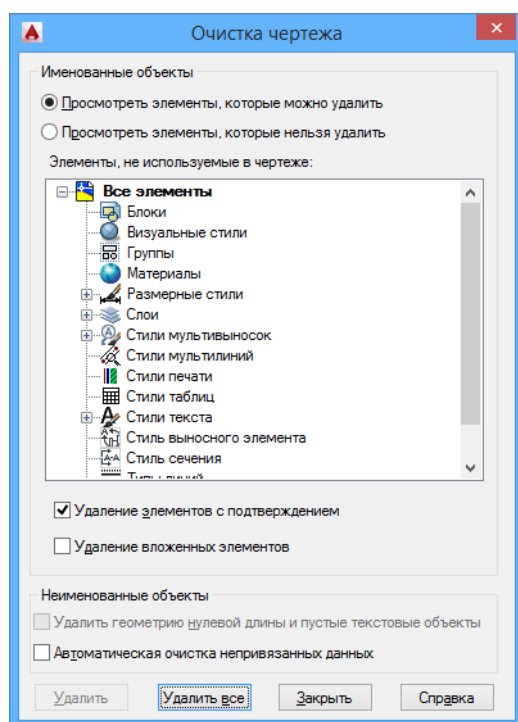 Очистка чертежа
Именованные объекты
Просмотреть элементы, которые можно удалить
Просмотреть элементы, которые нельзя удалить
Элементы, не используемые в чертеже:
Все элементы
Блоки
Визуальные стили
Группы
Материалы
Размерные стили
Слои
Стили мультивыносок
Стили мультилиний
Стили печати
Стили таблиц
Стили текста
Стиль выносного элемента
Стиль сечения
Типы линий
Удаление элементов с подтверждением
Удаление вложенных элементов
Неименованные объекты
Удалить геометрию нулевой длины и пустые текстовые объекты
Автоматическая очистка непривязанных данных
Удалить
Удалить все
Закрыть
Справка